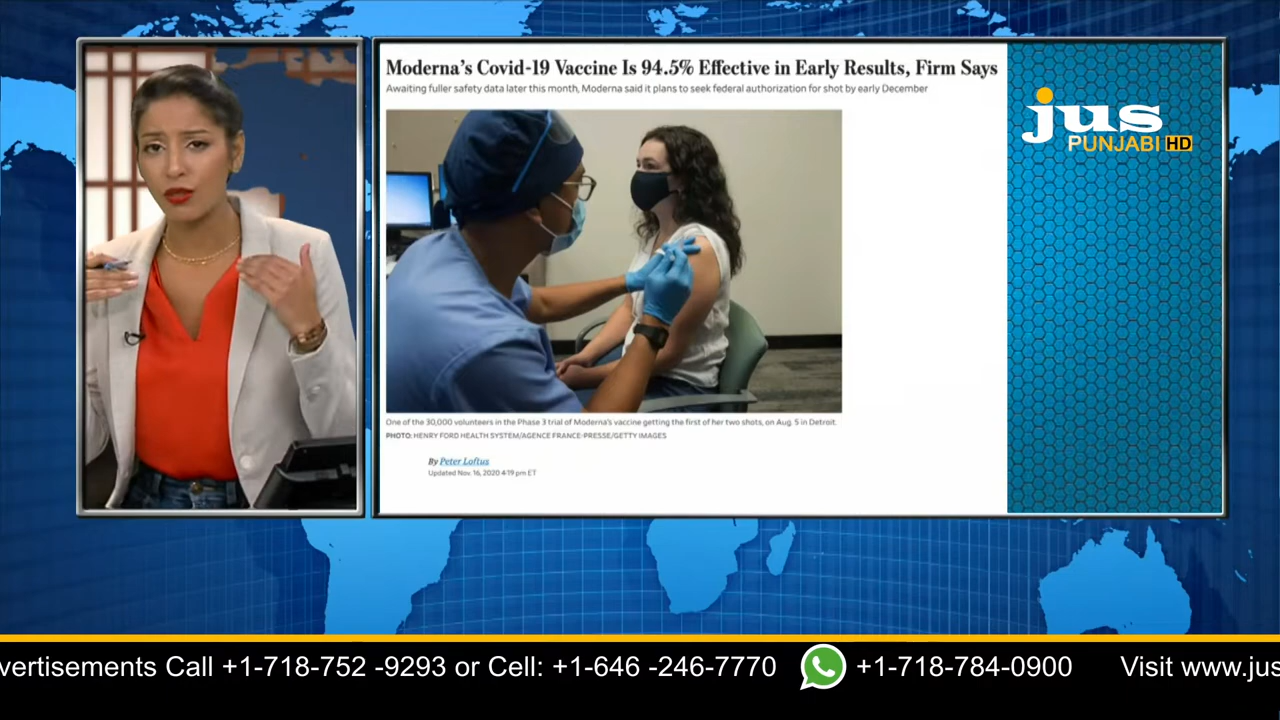 Moderna's Covid-19 Vaccine Is 94.5% Effective in Early Results, Firm Says
Awaiting fuller safety data later this month, Moderna said it plans to seek federal authorization for shot by early December
jus
PUNJABI HD
One of the 30,000 volunteers in the Phase 3 trial of Moderna's vaccine getting the first of her two shots, on Aug. 5 in Detroit.
PHOTO: HENRY FORD HEALTH SYSTEM/AGENCE FRANCE-PRESSE/GETTY IMAGES
By Peter Loftus
Updated Nov. 16, 2020 4:19 pm ET
vertisements Call +1-718-752 -9293 or Cell: +1-646 -246-7770 +1-718-784-0900 Visit www.jus